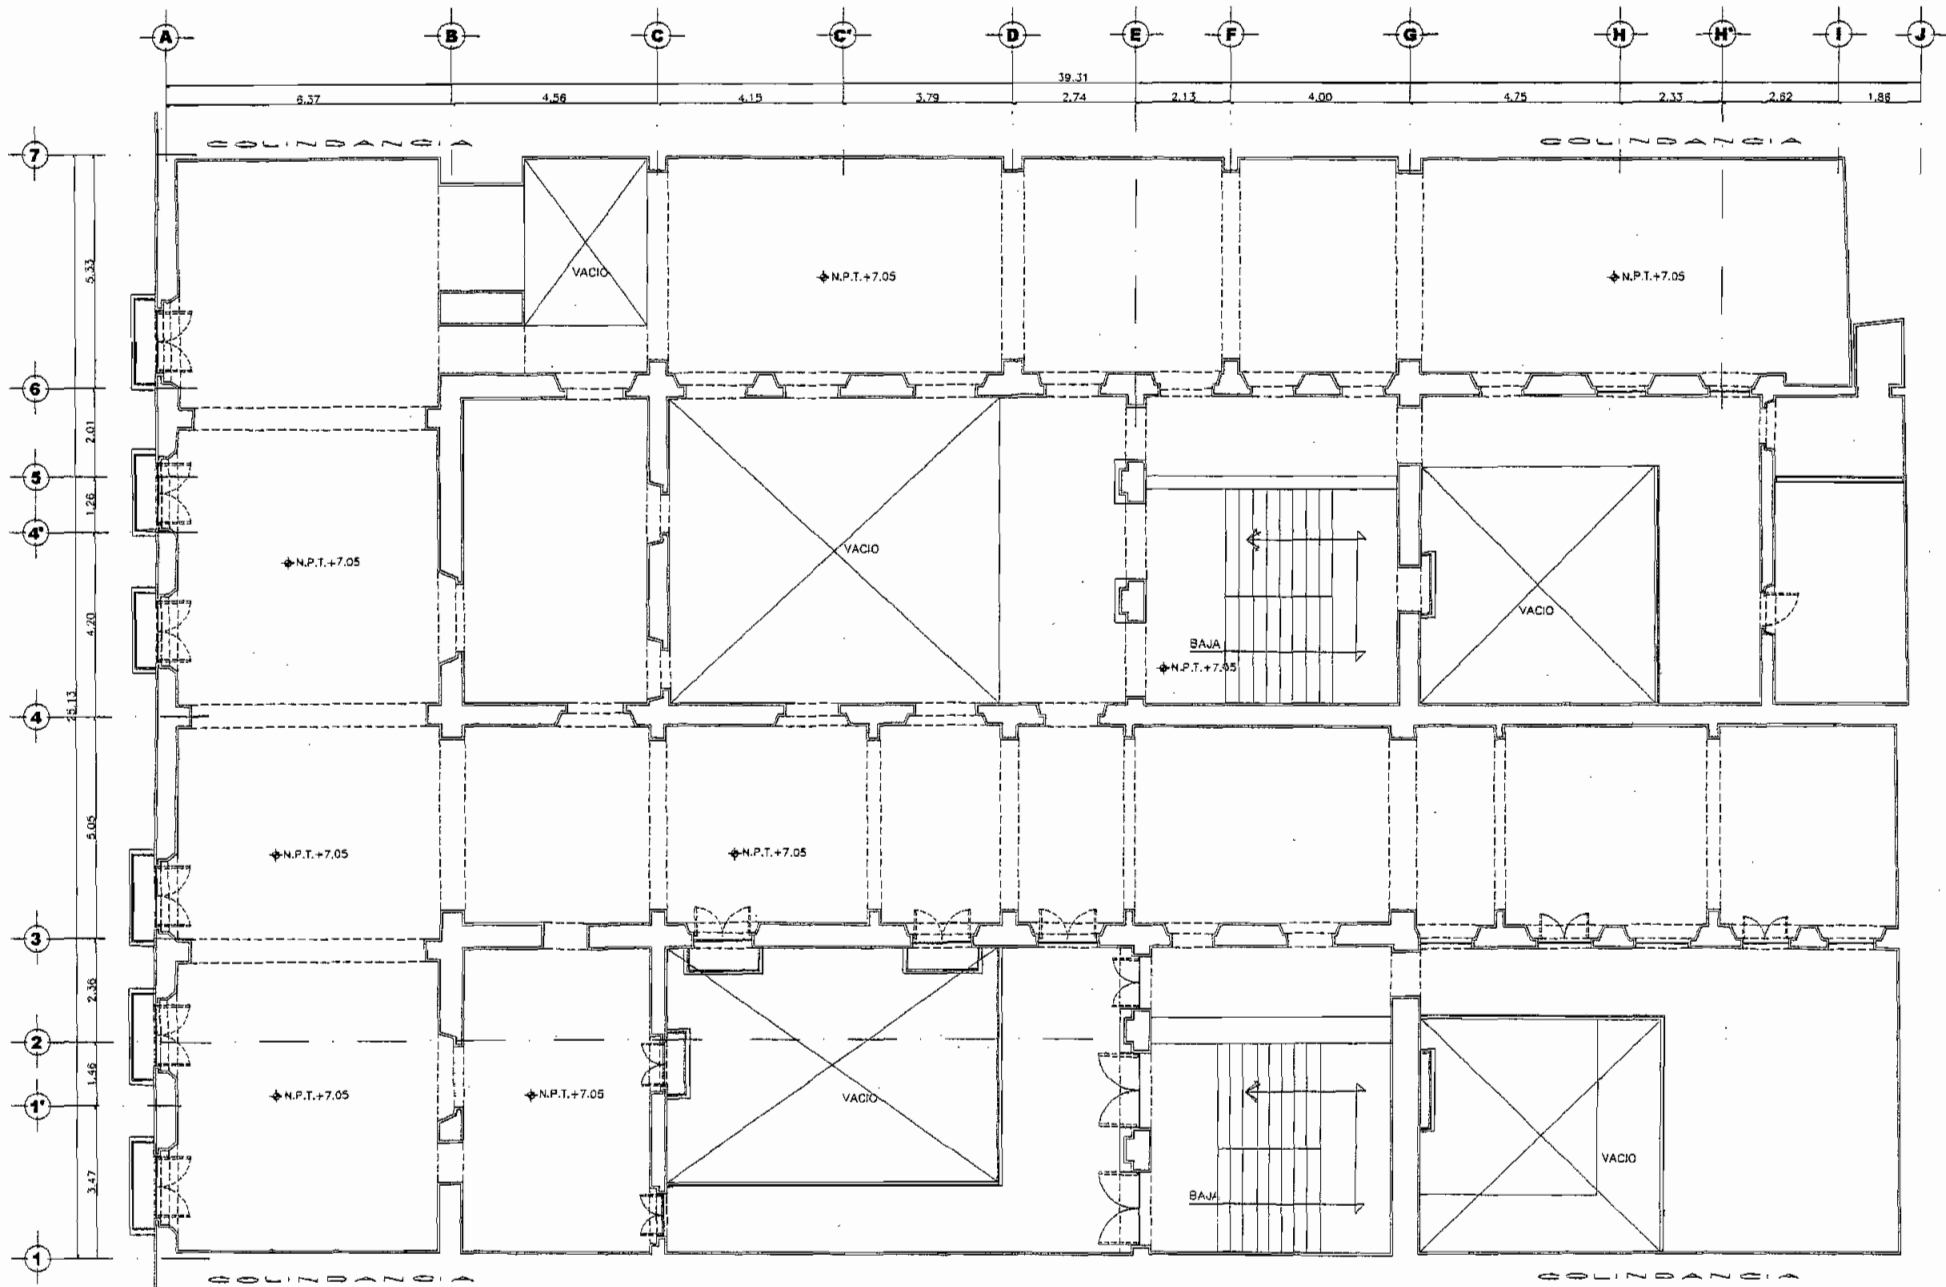 A B C C' D E F G H H' I J
39.31
6.37 4.56 4.15 3.79 2.74 2.13 4.00 4.75 2.33 2.62 1.86
COLINDANCIA COLINDANCIA
7
5.33
VACIO
N.P.T.+7.05 N.P.T.+7.05
6
2.01
5
1.26
4'
VACIO
N.P.T.+7.05
VACIO
4.20
BAJA
N.P.T.+7.05
25.13
4
5.05
N.P.T.+7.05 N.P.T.+7.05
3
2.36
2
1.46
N.P.T.+7.05 N.P.T.+7.05 VACIO
1'
VACIO
3.47
BAJA
1
COLINDANCIA COLINDANCIA